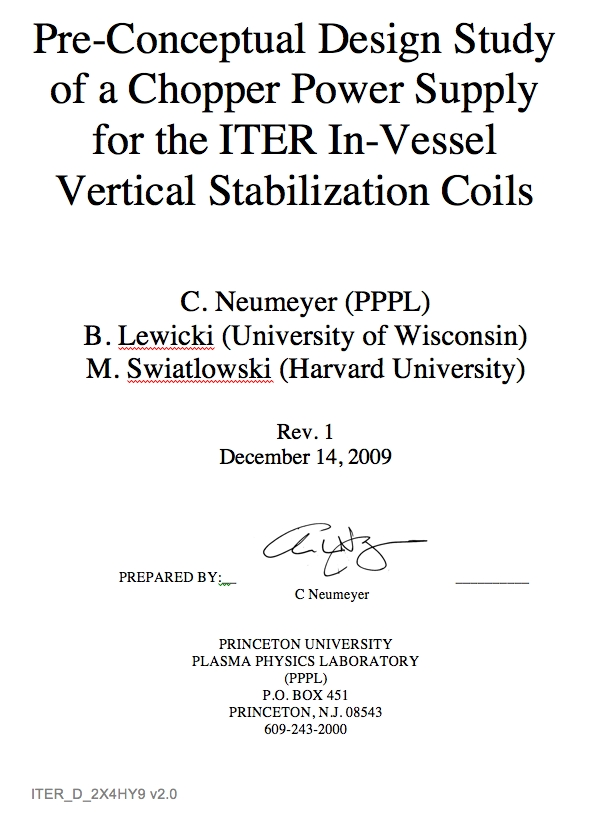 Pre-Conceptual Design Study
of a Chopper Power Supply
for the ITER In-Vessel
Vertical Stabilization Coils
C. Neumeyer (PPPL)
B. Lewicki (University of Wisconsin)
M. Swiatlowski (Harvard University)
Rev. 1
December 14, 2009
PREPARED BY:__ __________
C Neumeyer
PRINCETON UNIVERSITY
PLASMA PHYSICS LABORATORY
(PPPL)
P.O. BOX 451
PRINCETON, N.J. 08543
609-243-2000
ITER_D_2X4HY9 v2.0